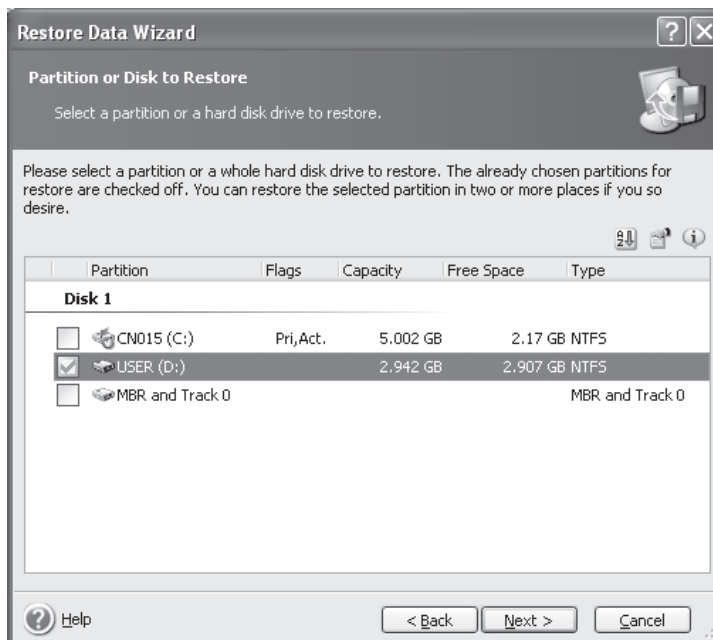 Restore Data Wizard
Partition or Disk to Restore
Select a partition or a hard disk drive to restore.
Please select a partition or a whole hard disk drive to restore. The already chosen partitions for
restore are checked off. You can restore the selected partition in two or more places if you so
desire.
Partition Flags Capacity Free Space Type
Disk 1
CN015 (C:) Pri,Act. 5.002 GB 2.17 GB NTFS
USER (D:) 2.942 GB 2.907 GB NTFS
MBR and Track 0 MBR and Track 0
Help < Back Next > Cancel